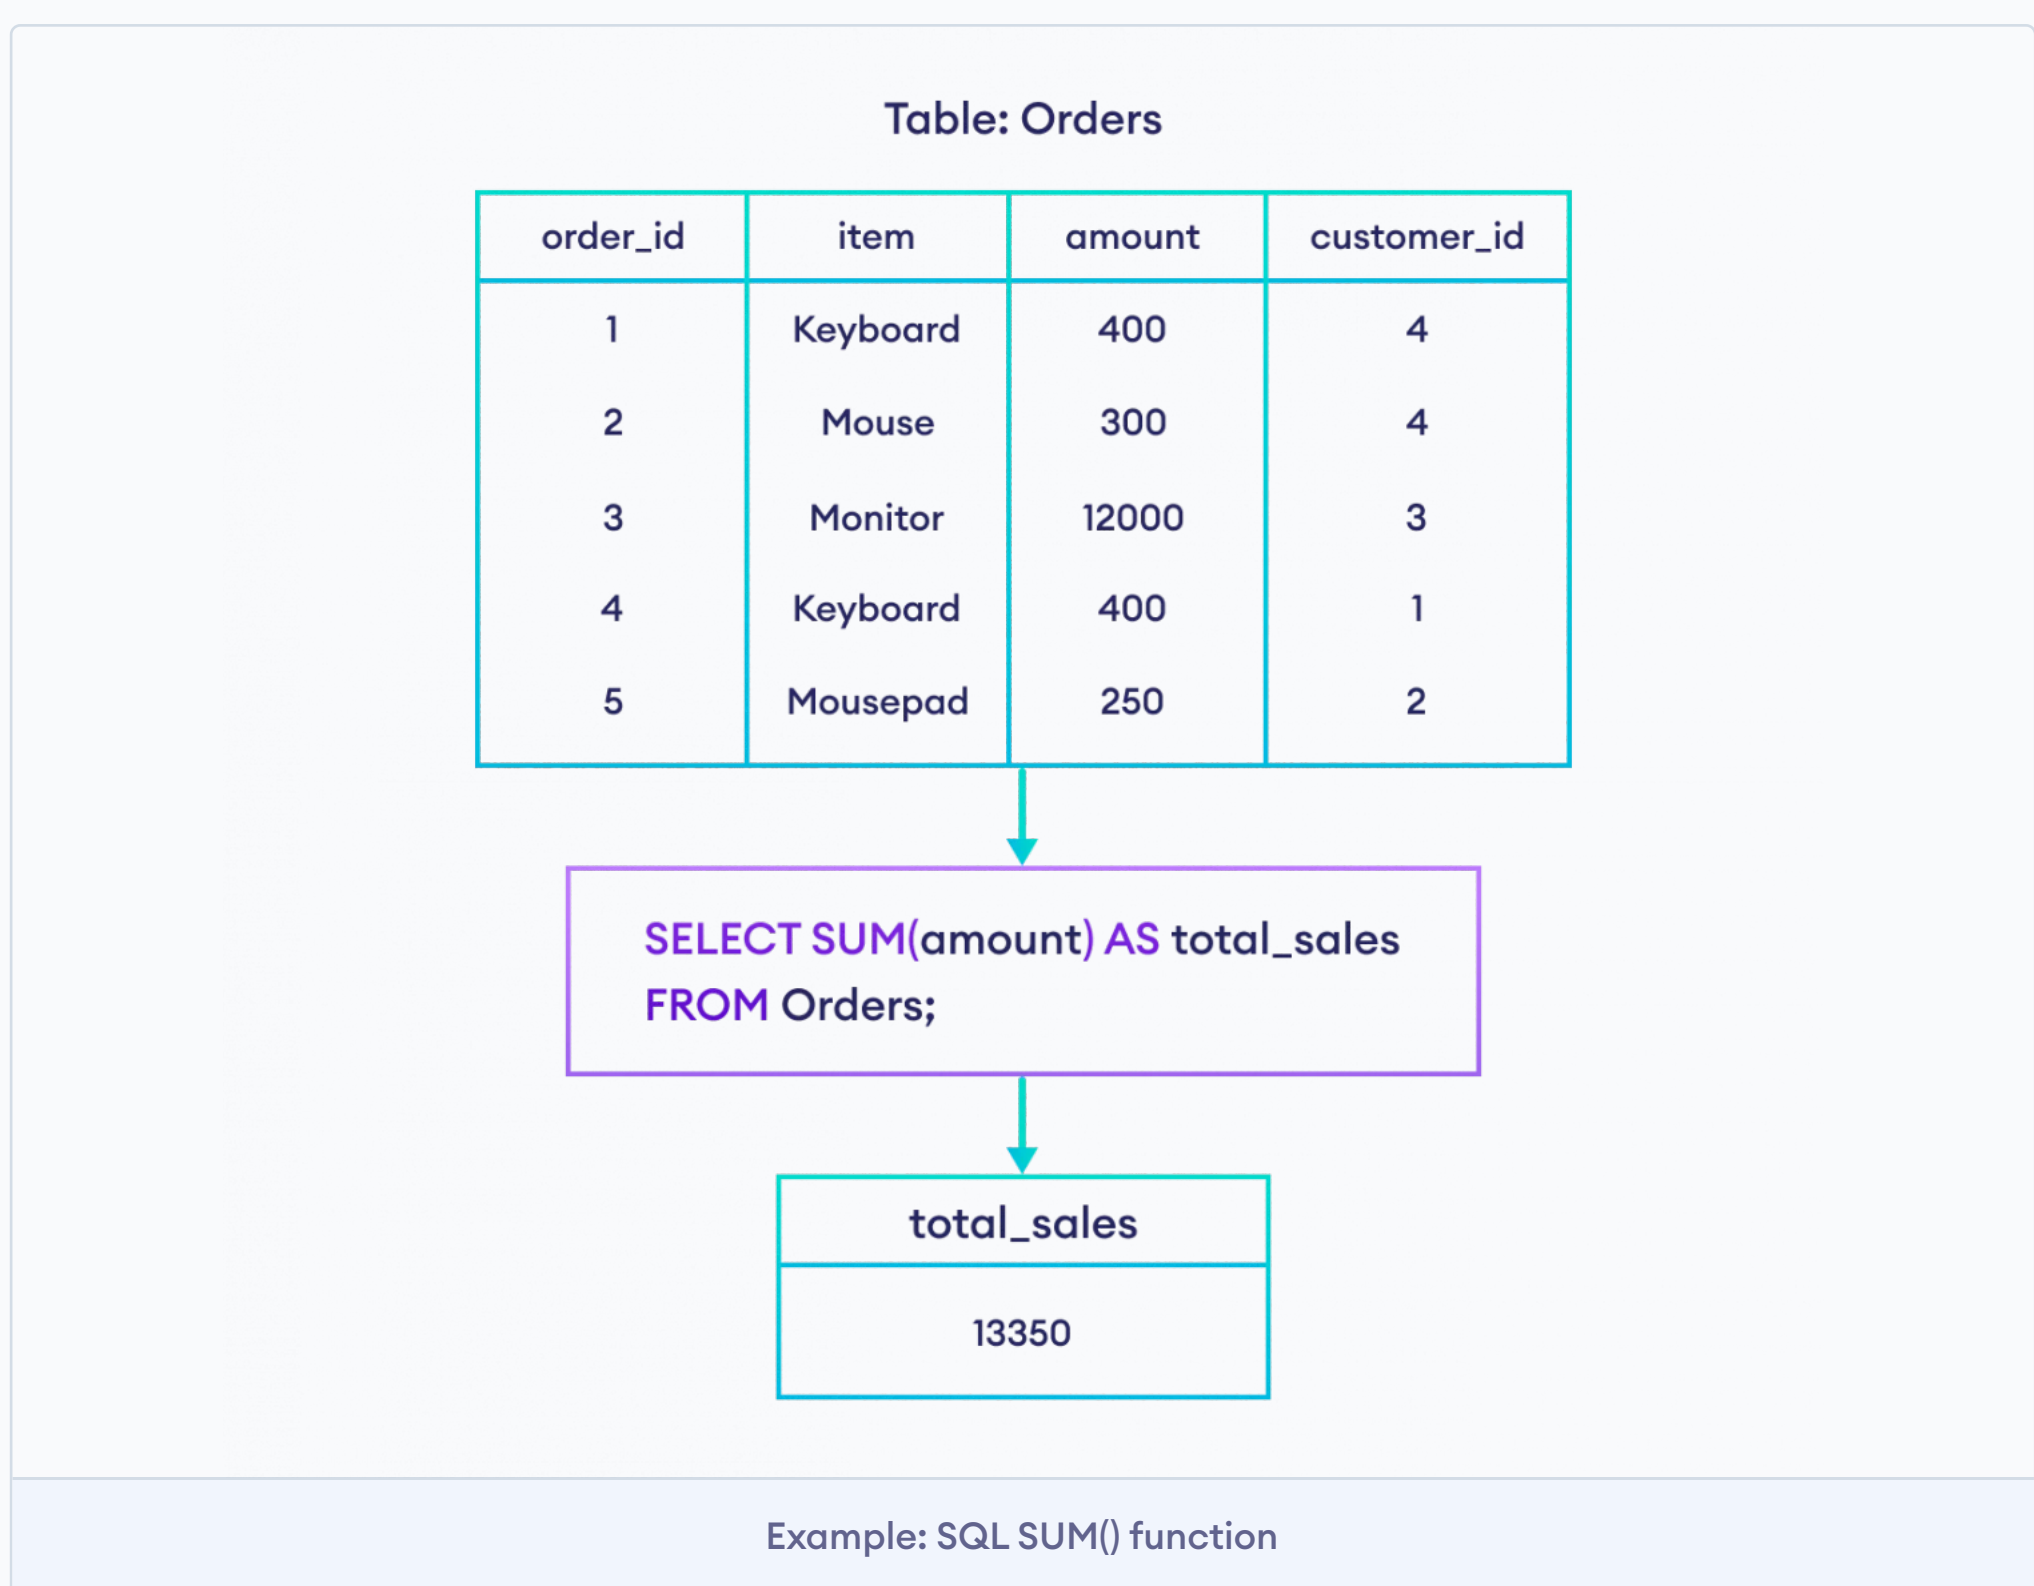 Table: Orders
order_id item amount customer_id
1 Keyboard 400 4
2 Mouse 300 4
3 Monitor 12000 3
4 Keyboard 400 1
5 Mousepad 250 2
SELECT SUM(amount) AS total_sales
FROM Orders;
total_sales
13350
Example: SQL SUM() function